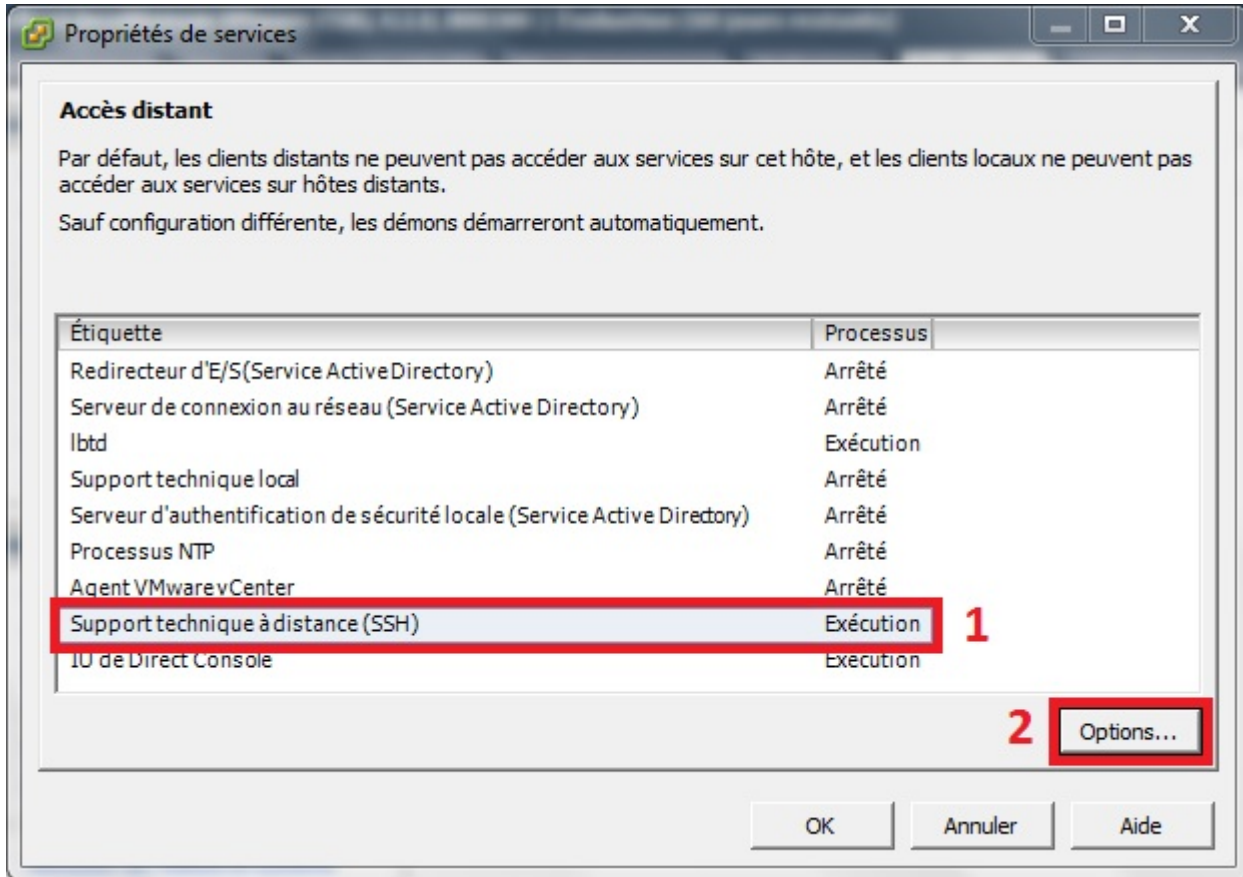 Propriétés de services
Accès distant
Par défaut, les clients distants ne peuvent pas accéder aux services sur cet hôte, et les clients locaux ne peuvent pas
accéder aux services sur hôtes distants.
Sauf configuration différente, les démons démarreront automatiquement.
Étiquette Processus
Redirecteur d'E/S(Service Active Directory) Arrêté
Serveur de connexion au réseau (Service Active Directory) Arrêté
lbtd Exécution
Support technique local Arrêté
Serveur d'authentification de sécurité locale (Service Active Directory) Arrêté
Processus NTP Arrêté
Agent VMware vCenter Arrêté
Support technique à distance (SSH) Exécution 1
IU de Direct Console Exécution
2 Options...
OK Annuler Aide